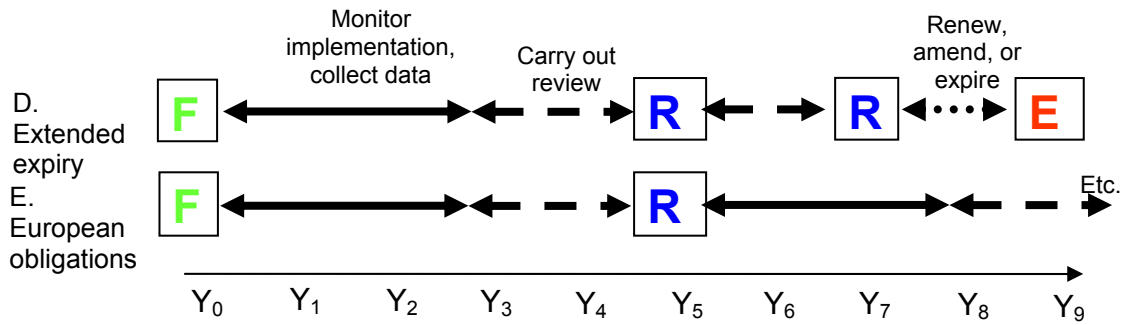 Monitor
implementation,
collect data
Carry out
review
Renew,
amend, or
expire
D.
Extended
expiry
F
R
R
E
E.
European
obligations
F
R
Etc.
Y0 Y1 Y2 Y3 Y4 Y5 Y6 Y7 Y8 Y9